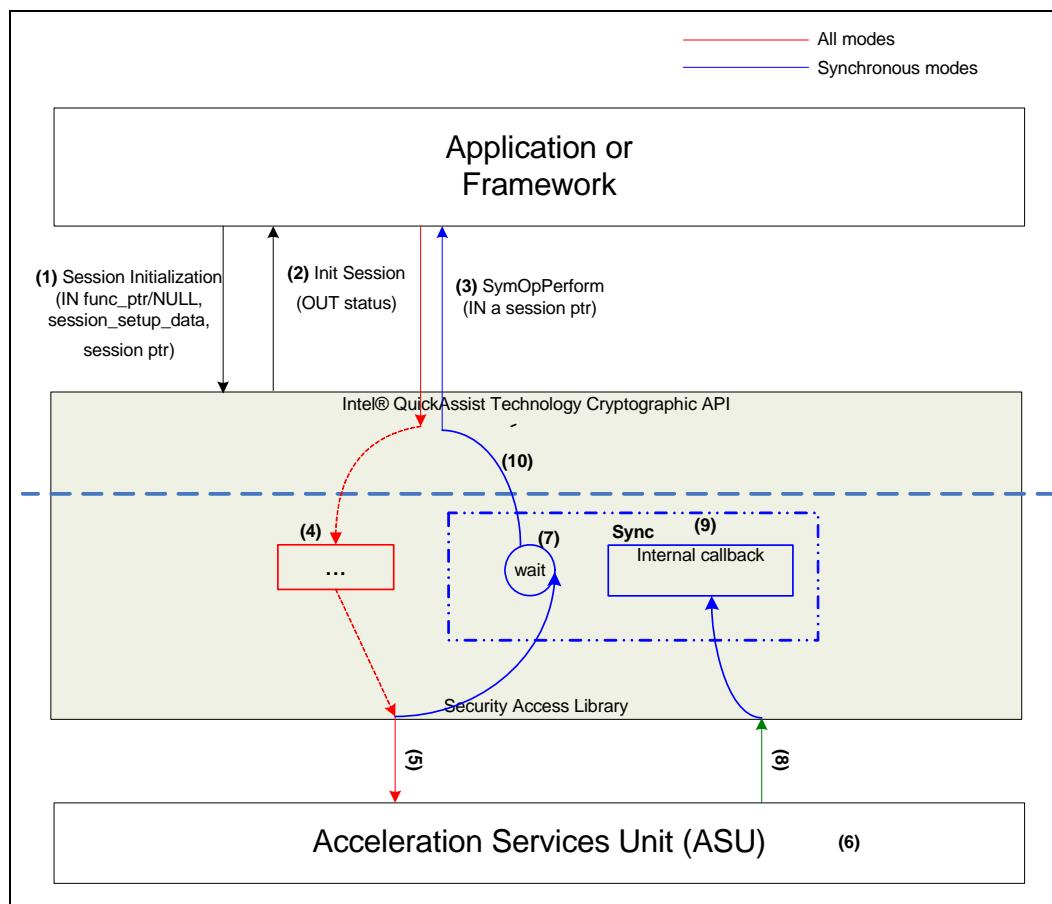 All modes
Synchronous modes
Application or
Framework
(1) Session Initialization
(IN func_ptr/NULL,
session_setup_data,
session ptr)
(2) Init Session
(OUT status)
(3) SymOpPerform
(IN a session ptr)
Intel® QuickAssist Technology Cryptographic API
(10)
(4)
...
(7)
wait
(9)
Sync
Internal callback
Security Access Library
(5)
(8)
Acceleration Services Unit (ASU)
(6)